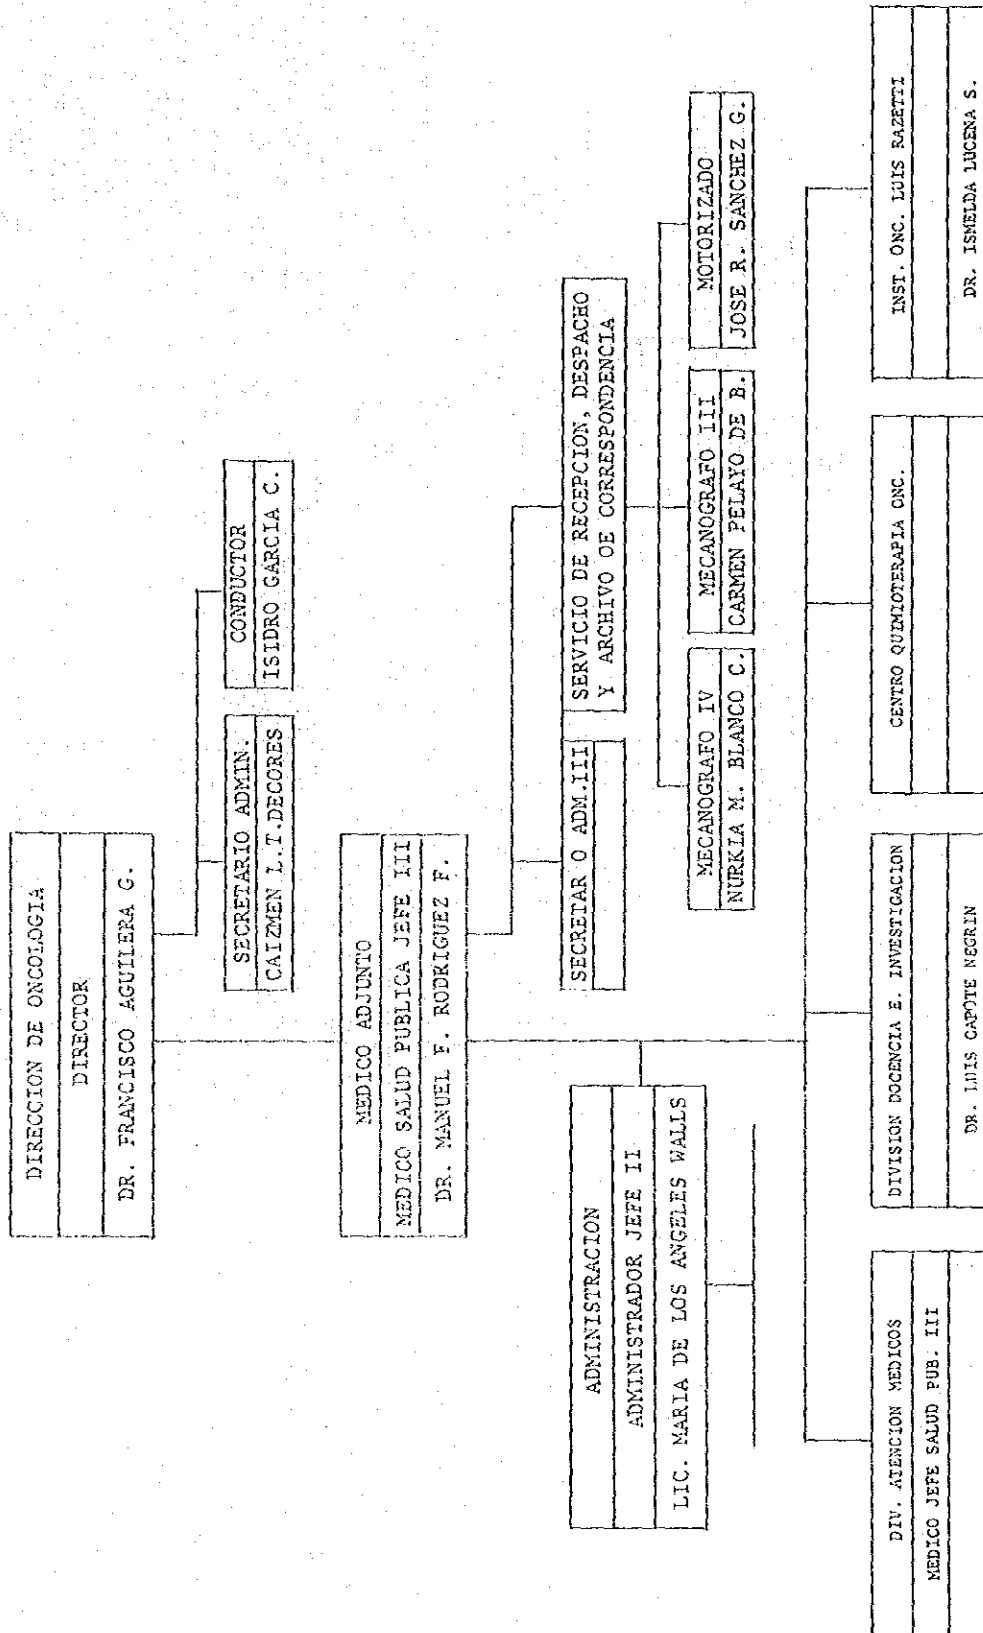 DIRECCION DE ONCOLOGIA
DIRECTOR
DR. FRANCISCO AGUILERA G.
SECRETARIO ADMIN.
CAIZMEN L.T.DECORES
CONDUCTOR
ISIDRO GARCIA C.
MEDICO ADJUNTO
MEDICO SALUD PUBLICA JEFE III
DR. MANUEL F. RODRIGUEZ F.
SECRETAR O ADM.III
SERVICIO DE RECEPCION, DESPACHO
Y ARCHIVO OE CORRESPONDENCIA
ADMINISTRACION
ADMINISTRADOR JEFE II
LIC. MARIA DE LOS ANGELES WALLS
MECANOGRAFO IV
NURKIA M. BLANCO C.
MECANOGRAFO III
CARMEN PELAYO DE B.
MOTORIZADO
JOSE R. SANCHEZ G.
DIV. ATENCION MEDICOS
MEDICO JEFE SALUD PUB. III
DIVISION DOCENCIA E. INVESTIGACION
DR. LUIS CAPOTE NEGRIN
CENTRO QUIMIOTERAPIA ONC.
INST. ONC. LUIS RAZETTI
DR. ISMELDA LUCENA S.